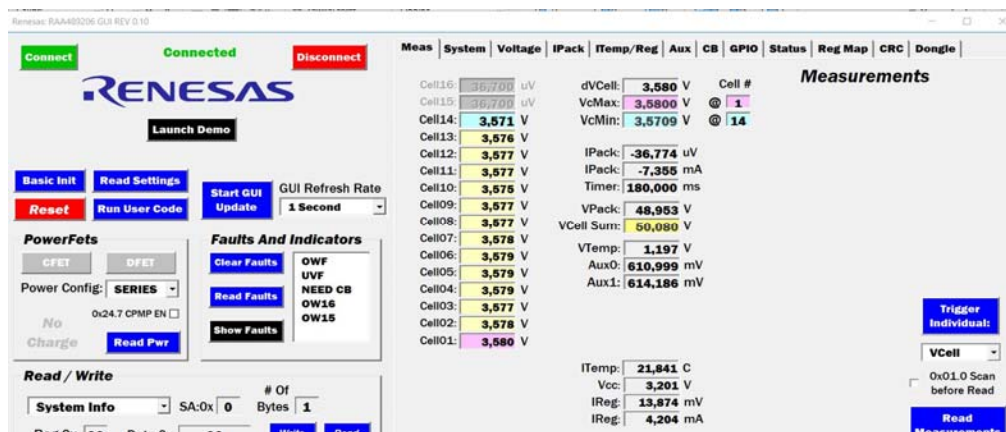 Renesas: RAA489206 GUI REV 0.10
Connect
Connected
Disconnect
RENESAS
Launch Demo
Basic Init
Read Settings
Reset
Run User Code
Start GUI Update
GUI Refresh Rate
1 Second
PowerFets
CFET
DFET
Power Config: SERIES
0x24.7 CPMP EN
No Charge
Read Pwr
Faults And Indicators
Clear Faults
Read Faults
Show Faults
OWF
UVF
NEED CB
OW16
OW15
Read / Write
# Of
System Info SA:0x 0 Bytes 1
Meas System Voltage IPack ITemp/Reg Aux CB GPIO Status Reg Map CRC Dongle
Measurements
Cell16: 36,700 uV
Cell15: 36,700 uV
Cell14: 3,571 V
Cell13: 3,576 V
Cell12: 3,577 V
Cell11: 3,577 V
Cell10: 3,575 V
Cell09: 3,577 V
Cell08: 3,577 V
Cell07: 3,578 V
Cell06: 3,579 V
Cell05: 3,579 V
Cell04: 3,579 V
Cell03: 3,577 V
Cell02: 3,578 V
Cell01: 3,580 V
dVCell: 3,580 V Cell #
VcMax: 3,5800 V @ 1
VcMin: 3,5709 V @ 14
IPack: -36,774 uV
IPack: -7,355 mA
Timer: 180,000 ms
VPack: 48,953 V
VCell Sum: 50,080 V
VTemp: 1,197 V
Aux0: 610,999 mV
Aux1: 614,186 mV
ITemp: 21,841 C
Vcc: 3,201 V
IReg: 13,874 mV
IReg: 4,204 mA
Trigger Individual:
VCell
0x01.0 Scan before Read
Read Measurements